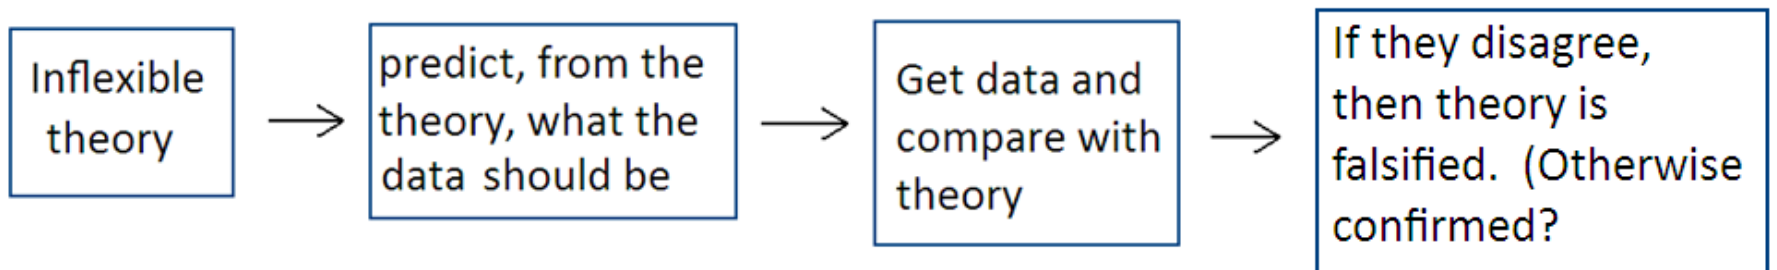 Inflexible
theory
predict, from the
theory, what the
data should be
Get data and
compare with
theory
If they disagree,
then theory is
falsified. (Otherwise
confirmed?